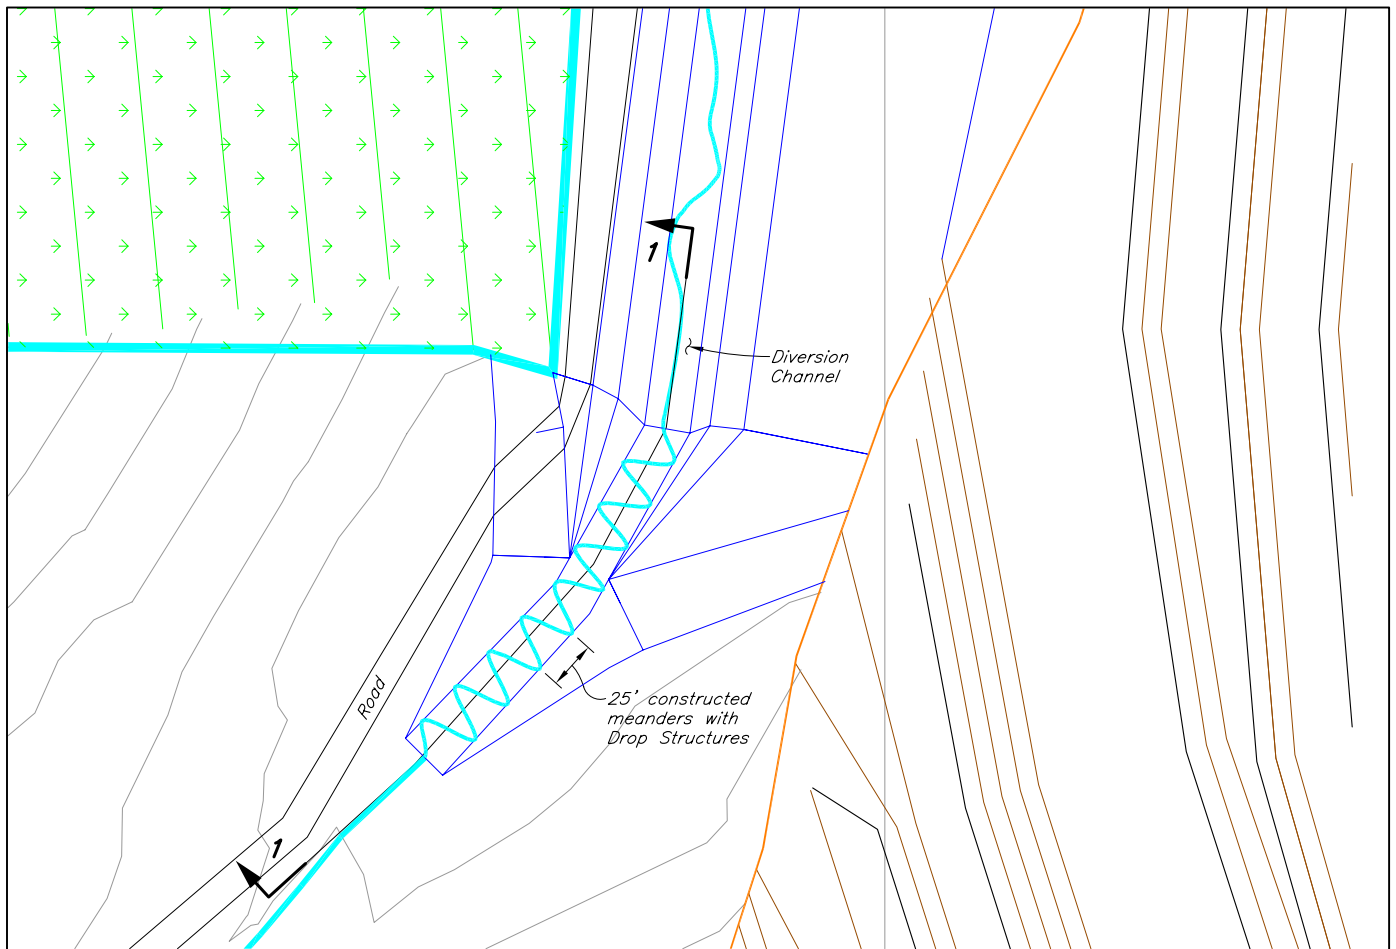 1
Diversion
Channel
Road
25' constructed
meanders with
Drop Structures
1